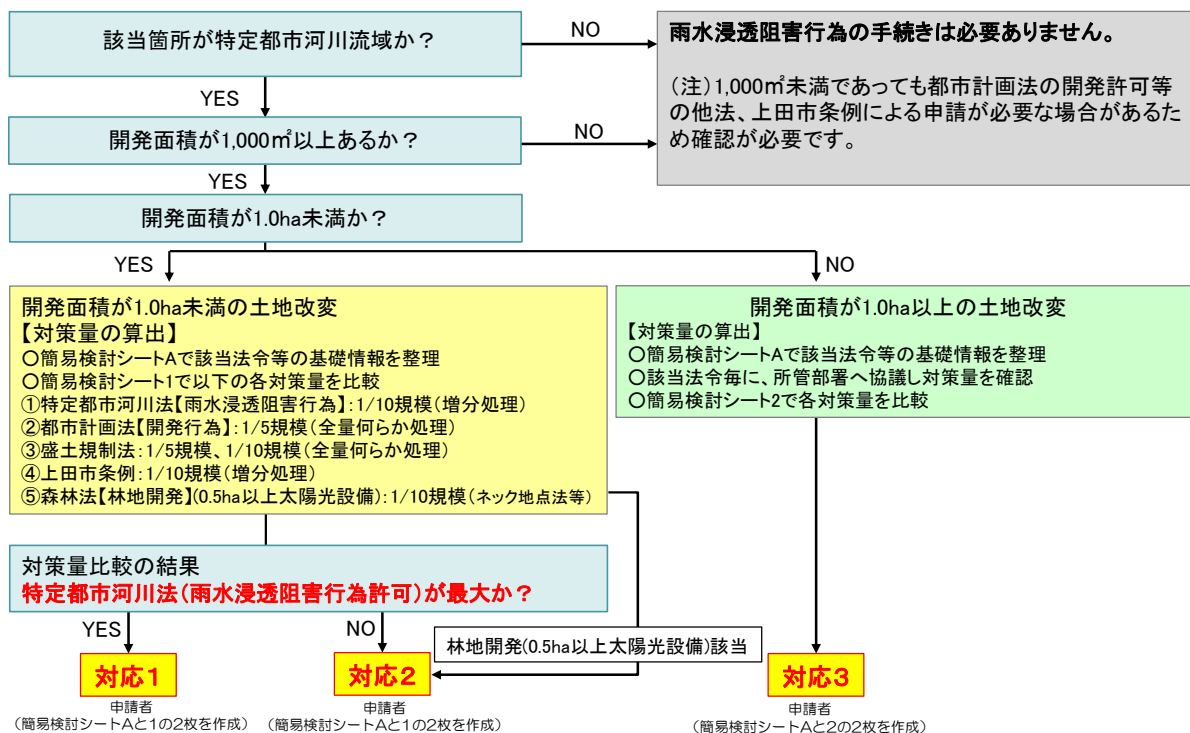 該当箇所が特定都市河川流域か？
NO
雨水浸透阻害行為の手続きは必要ありません。
（注）1,000㎡未満であっても都市計画法の開発許可等
の他法、上田市条例による申請が必要な場合があるた
め確認が必要です。
YES
開発面積が1,000㎡以上あるか？
NO
YES
開発面積が1.0ha未満か？
YES
NO
開発面積が1.0ha未満の土地改変
【対策量の算出】
〇簡易検討シートAで該当法令等の基礎情報を整理
〇簡易検討シート1で以下の各対策量を比較
①特定都市河川法【雨水浸透阻害行為】：1/10規模（増分処理）
②都市計画法【開発行為】：1/5規模（全量何らか処理）
③盛土規制法：1/5規模、1/10規模（全量何らか処理）
④上田市条例：1/10規模（増分処理）
⑤森林法【林地開発】(0.5ha以上太陽光設備)：1/10規模（ネック地点法等）
開発面積が1.0ha以上の土地改変
【対策量の算出】
〇簡易検討シートAで該当法令等の基礎情報を整理
〇該当法令毎に、所管部署へ協議し対策量を確認
〇簡易検討シート2で各対策量を比較
対策量比較の結果
特定都市河川法（雨水浸透阻害行為許可）が最大か？
YES
NO
林地開発(0.5ha以上太陽光設備)該当
対応１
対応２
対応３
申請者
（簡易検討シートAと1の2枚を作成）
申請者
（簡易検討シートAと1の2枚を作成）
申請者
（簡易検討シートAと2の2枚を作成）